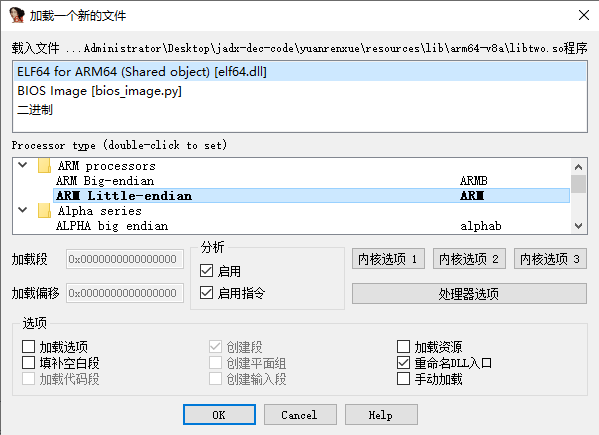 加载一个新的文件
载入文件 ...Administrator\Desktop\jadx-dec-code\yuanrenxue\resources\lib\arm64-v8a\libtwo.so程序
ELF64 for ARM64 (Shared object) [elf64.dll]
BIOS Image [bios_image.py]
二进制
Processor type (double-click to set)
ARM processors
ARM Big-endian ARMB
ARM Little-endian ARM
Alpha series
ALPHA big endian alphab
加载段 0x0000000000000000
加载偏移 0x0000000000000000
分析
启用
启用指令
内核选项 1 内核选项 2 内核选项 3
处理器选项
选项
加载选项 创建段 加载资源
填补空白段 创建平面组 重命名DLL入口
加载代码段 创建输入段 手动加载
OK Cancel Help